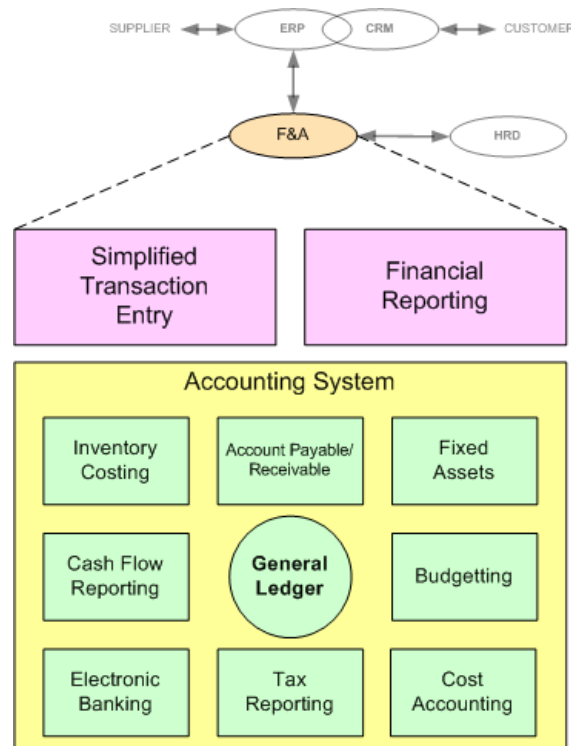 SUPPLIER ERP CRM CUSTOMER
F&A HRD
Simplified
Transaction
Entry
Financial
Reporting
Accounting System
Inventory
Costing
Account Payable/
Receivable
Fixed
Assets
Cash Flow
Reporting
General
Ledger
Budgetting
Electronic
Banking
Tax
Reporting
Cost
Accounting